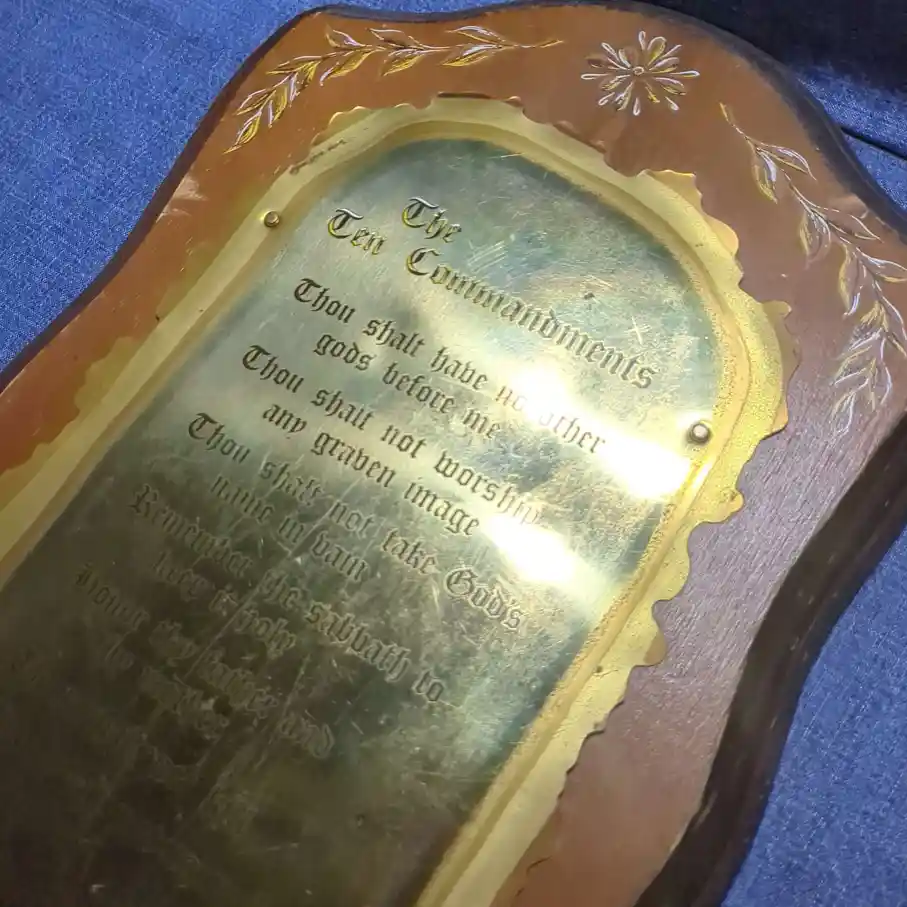 The
Ten Commandments
Thou shalt have no other
gods before me
Thou shalt not worship
any graven image
Thou shalt not take God's
name in vain
Remember the sabbath to
keep it holy
Honor thy father and
mother